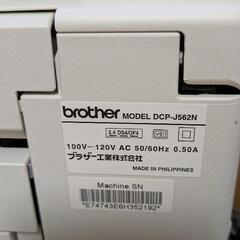 brother MODEL DCP-J562N
2.4 DS4/OF4
100V－120V AC 50/60Hz 0.50A
ブラザー工業株式会社
MADE IN PHILIPPINES
Machine SN
*E74743E6H352192*